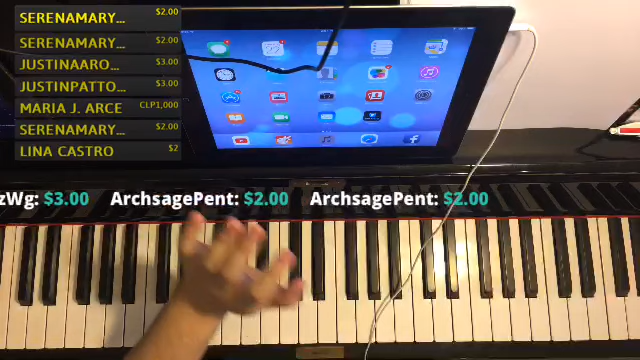 SERENAMARY... $2.00
SERENAMARY... $2.00
JUSTINAARO... $3.00
JUSTINPATTO... $3.00
MARIA J. ARCE CLP1,000
SERENAMARY... $2.00
LINA CASTRO $2
zWg: $3.00 ArchsagePent: $2.00 ArchsagePent: $2.00